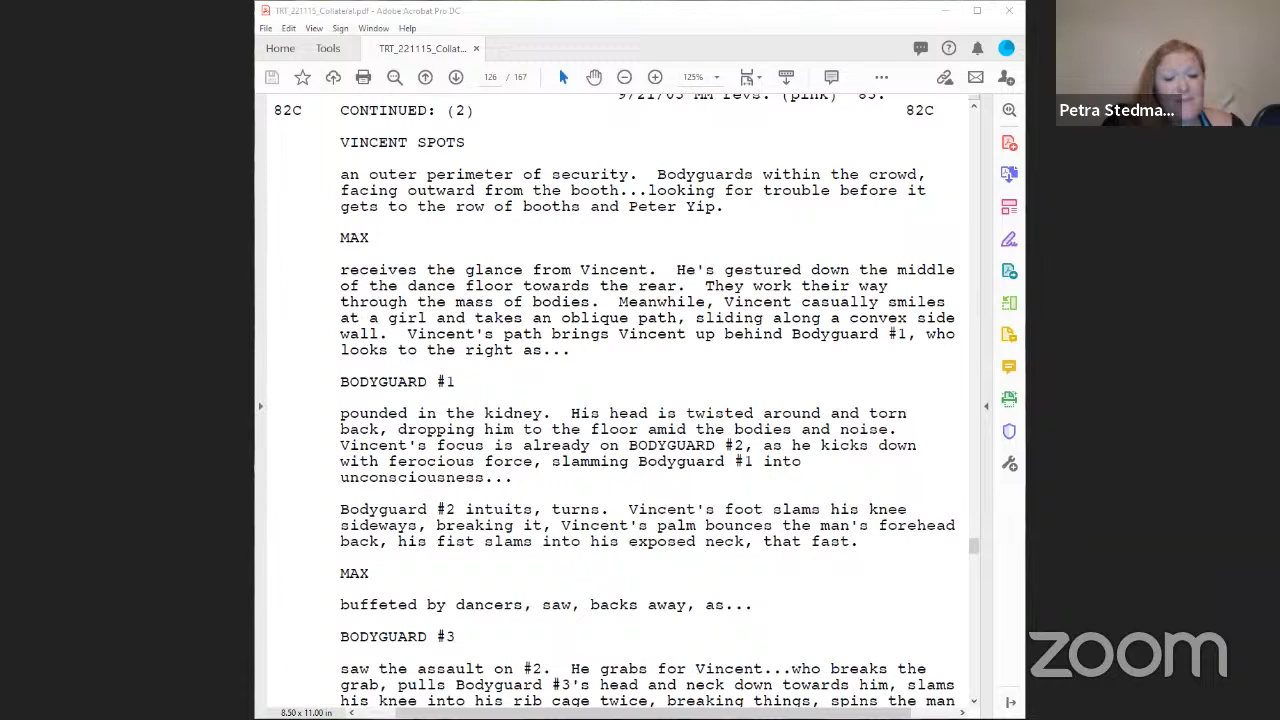 TRT_221115_Collateral.pdf - Adobe Acrobat Pro DC
File Edit View Sign Window Help
Home Tools TRT_221115_Collat... ×
126 / 167 125%
9/21/03 MM revs. (pink) 85.
82C CONTINUED: (2) 82C
VINCENT SPOTS
an outer perimeter of security. Bodyguards within the crowd,
facing outward from the booth...looking for trouble before it
gets to the row of booths and Peter Yip.
MAX
receives the glance from Vincent. He's gestured down the middle
of the dance floor towards the rear. They work their way
through the mass of bodies. Meanwhile, Vincent casually smiles
at a girl and takes an oblique path, sliding along a convex side
wall. Vincent's path brings Vincent up behind Bodyguard #1, who
looks to the right as...
BODYGUARD #1
pounded in the kidney. His head is twisted around and torn
back, dropping him to the floor amid the bodies and noise.
Vincent's focus is already on BODYGUARD #2, as he kicks down
with ferocious force, slamming Bodyguard #1 into
unconsciousness...
Bodyguard #2 intuits, turns. Vincent's foot slams his knee
sideways, breaking it, Vincent's palm bounces the man's forehead
back, his fist slams into his exposed neck, that fast.
MAX
buffeted by dancers, saw, backs away, as...
BODYGUARD #3
saw the assault on #2. He grabs for Vincent...who breaks the
grab, pulls Bodyguard #3's head and neck down towards him, slams
his knee into his rib cage twice, breaking things, spins the man
8.50 x 11.00 in
Petra Stedma...
zoom